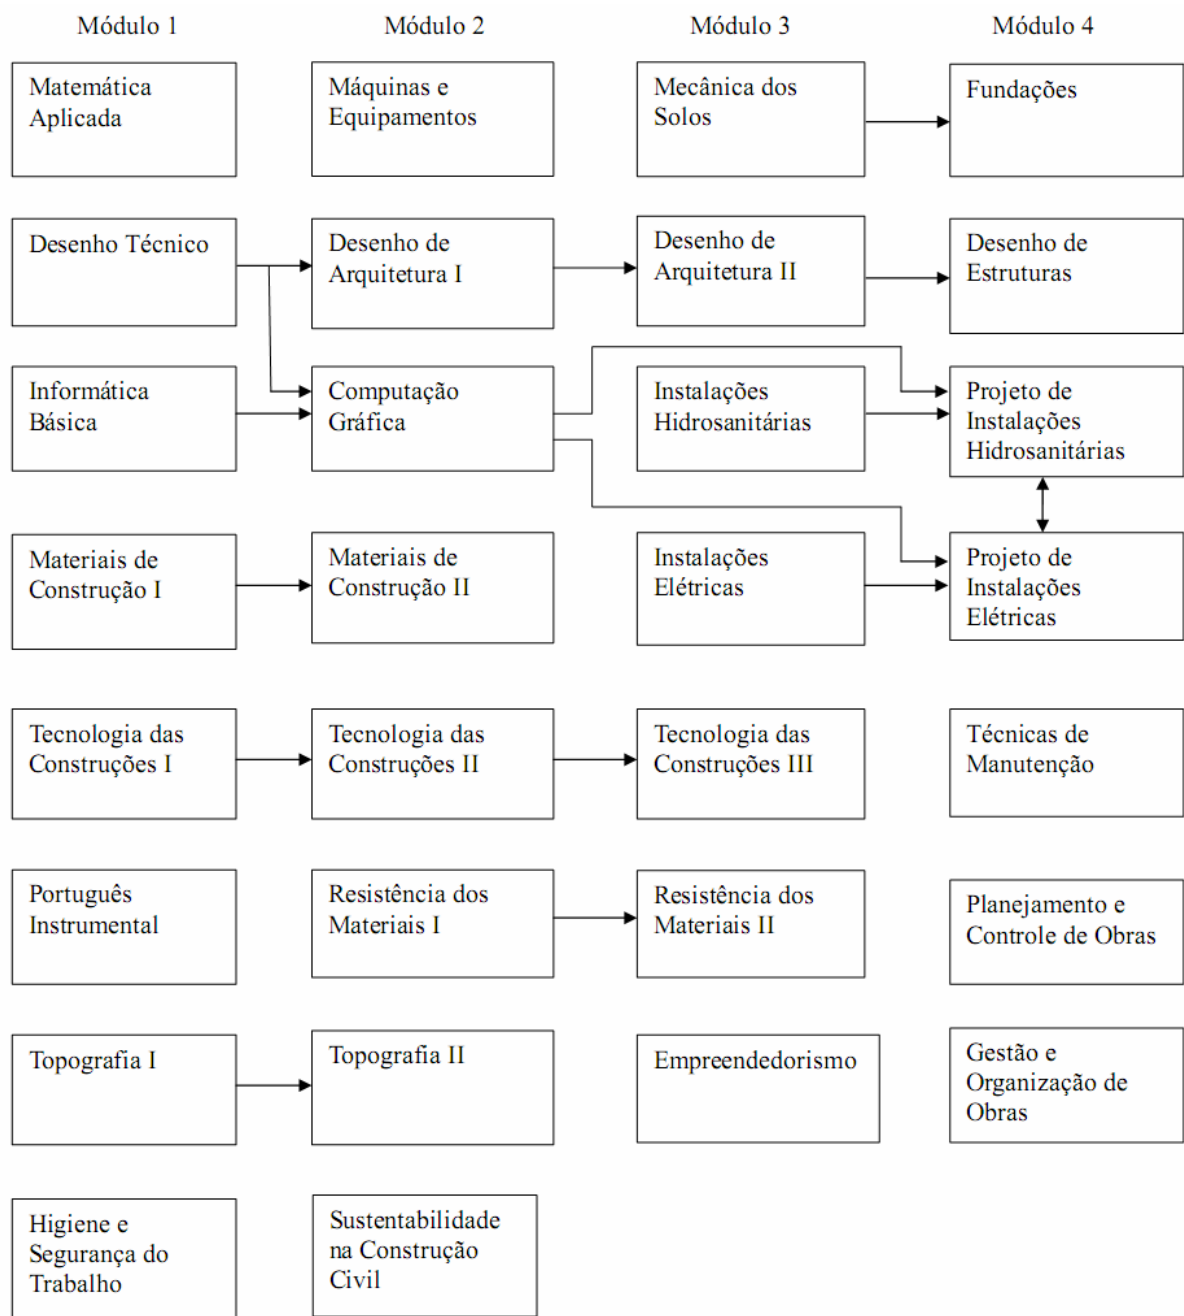 Módulo 1
Módulo 2
Módulo 3
Módulo 4
Matemática
Aplicada
Máquinas e
Equipamentos
Mecânica dos
Solos
Fundações
Desenho Técnico
Desenho de
Arquitetura I
Desenho de
Arquitetura II
Desenho de
Estruturas
Informática
Básica
Computação
Gráfica
Instalações
Hidrosanitárias
Projeto de
Instalações
Hidrosanitárias
Materiais de
Construção I
Materiais de
Construção II
Instalações
Elétricas
Projeto de
Instalações
Elétricas
Tecnologia das
Construções I
Tecnologia das
Construções II
Tecnologia das
Construções III
Técnicas de
Manutenção
Português
Instrumental
Resistência dos
Materiais I
Resistência dos
Materiais II
Planejamento e
Controle de Obras
Topografia I
Topografia II
Empreendedorismo
Gestão e
Organização de
Obras
Higiene e
Segurança do
Trabalho
Sustentabilidade
na Construção
Civil